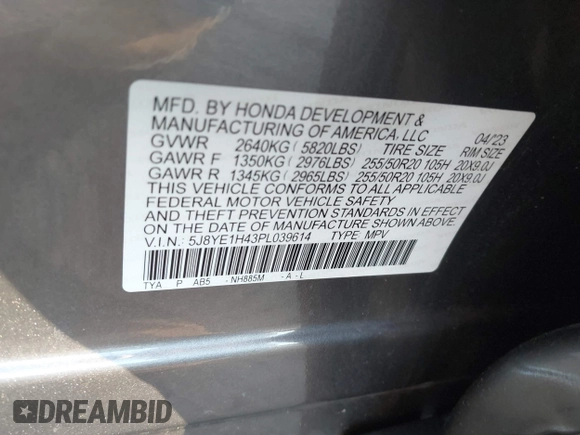 MFD. BY HONDA DEVELOPMENT &
MANUFACTURING OF AMERICA, LLC 04/23
GVWR 2640KG ( 5820LBS) TIRE SIZE RIM SIZE
GAWR F 1350KG ( 2976LBS) 255/50R20 105H 20X9.0J
GAWR R 1345KG ( 2965LBS) 255/50R20 105H 20X9.0J
THIS VEHICLE CONFORMS TO ALL APPLICABLE
FEDERAL MOTOR VEHICLE SAFETY
AND THEFT PREVENTION STANDARDS IN EFFECT
ON THE DATE OF MANUFACTURE SHOWN ABOVE.
V.I.N.: 5J8YE1H43PL039614 TYPE: MPV
TYA P AB5 -NH885M -A-L
DREAMBID